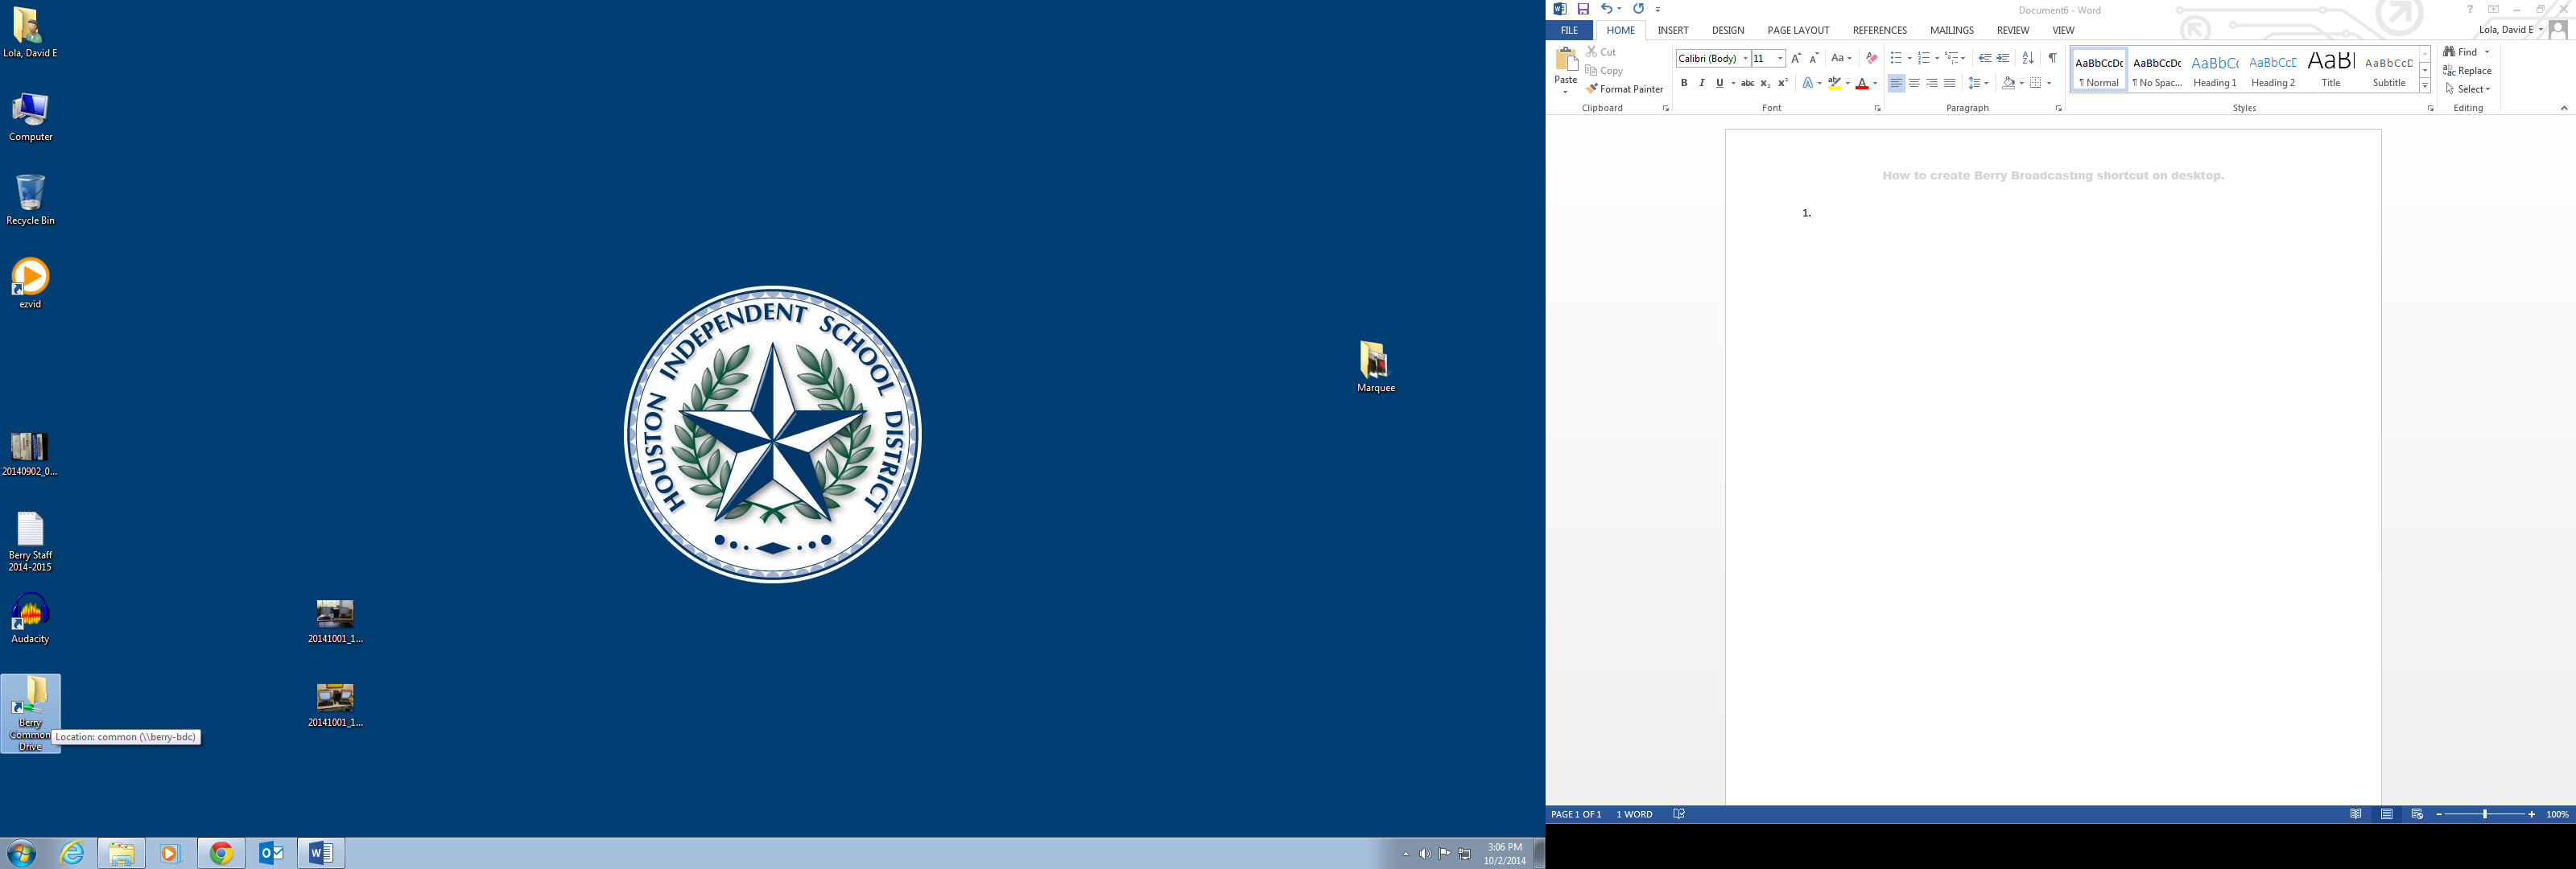 Lola, David E
Computer
Recycle Bin
ezvid
20140902_0...
Berry Staff
2014-2015
Audacity
Berry
Common
Drive
Location: common (\\berry-bdc)
20141001_1...
20141001_1...
HOUSTON INDEPENDENT SCHOOL DISTRICT
Marquee
3:06 PM
10/2/2014
Document6 - Word
FILE HOME INSERT DESIGN PAGE LAYOUT REFERENCES MAILINGS REVIEW VIEW Lola, David E
Paste
Cut
Copy
Format Painter
Clipboard
Calibri (Body) 11
Font
Paragraph
AaBbCcDc AaBbCcDc AaBbCc AaBbCcD AaBl AaBbCcD
¶ Normal ¶ No Spac... Heading 1 Heading 2 Title Subtitle
Styles
Find
Replace
Select
Editing
How to create Berry Broadcasting shortcut on desktop.
1.
PAGE 1 OF 1 1 WORD 100%